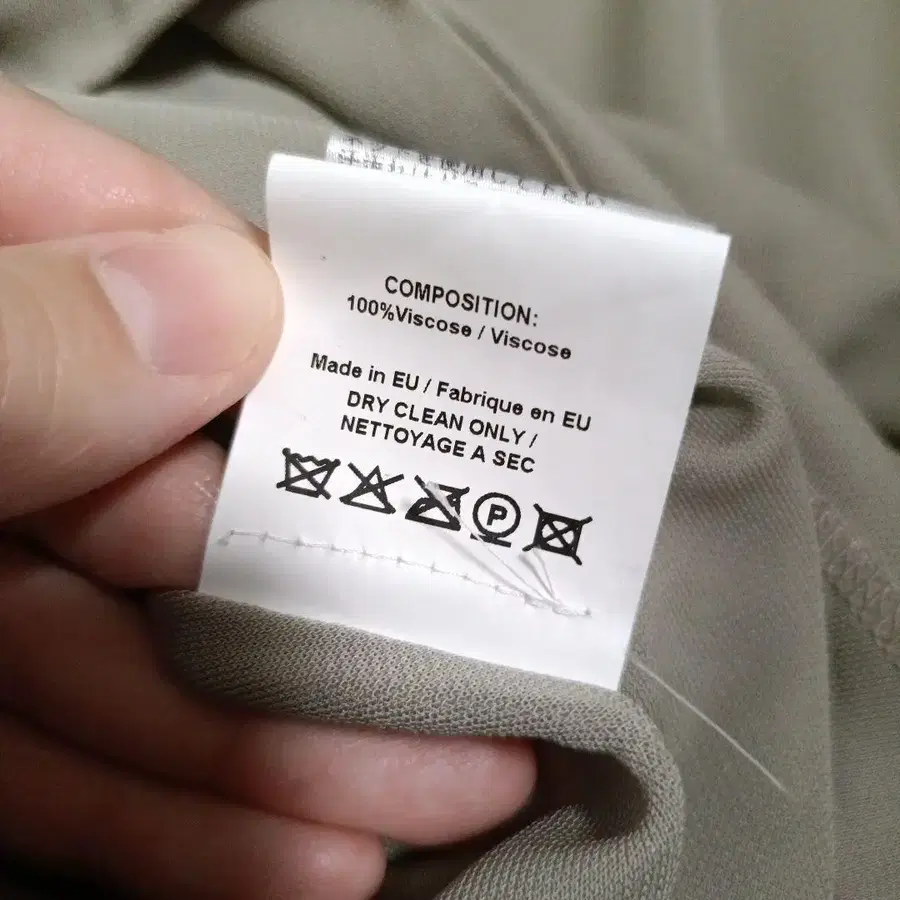 COMPOSITION:
100%Viscose / Viscose
Made in EU / Fabrique en EU
DRY CLEAN ONLY /
NETTOYAGE A SEC
P